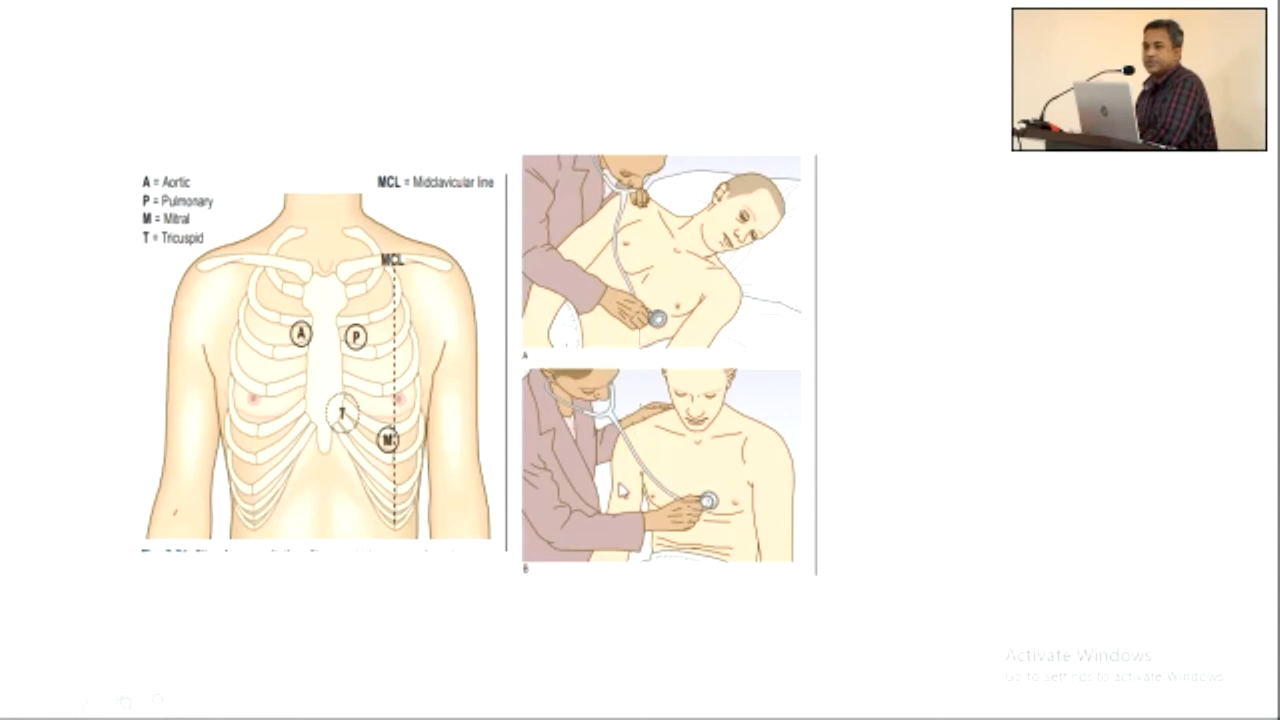 A = Aortic
P = Pulmonary
M = Mitral
T = Tricuspid
MCL = Midclavicular line
MCL
A
P
T
M
A
B
Activate Windows
Go to Settings to activate Windows.